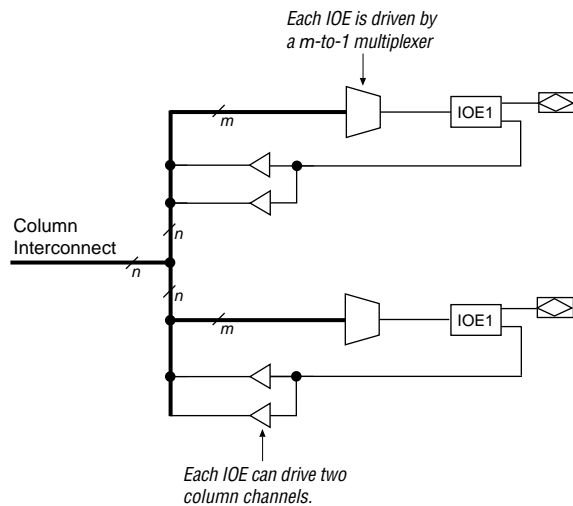 Each IOE is driven by
a m-to-1 multiplexer
m
IOE1
n
Column
Interconnect
n
n
m
IOE1
Each IOE can drive two
column channels.